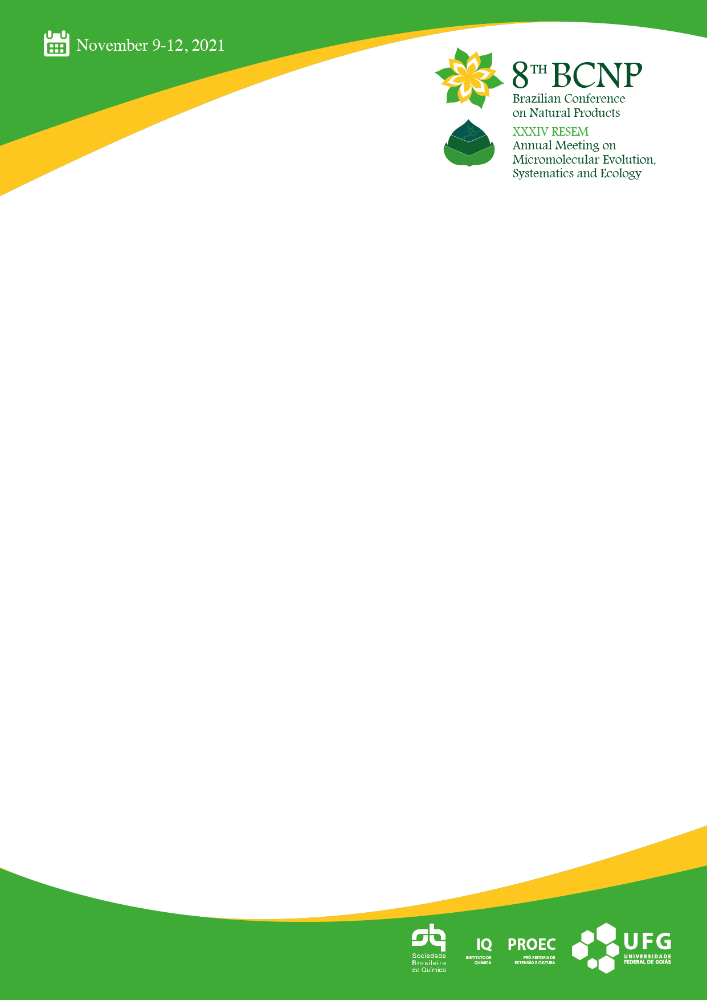 November 9-12, 2021
8TH BCNP
Brazilian Conference
on Natural Products
XXXIV RESEM
Annual Meeting on
Micromolecular Evolution,
Systematics and Ecology
Sociedade
Brasileira
de Química
IQ
INSTITUTO DE
QUÍMICA
PROEC
PRÓ-REITORIA DE
EXTENSÃO E CULTURA
UFG
UNIVERSIDADE
FEDERAL DE GOIÁS